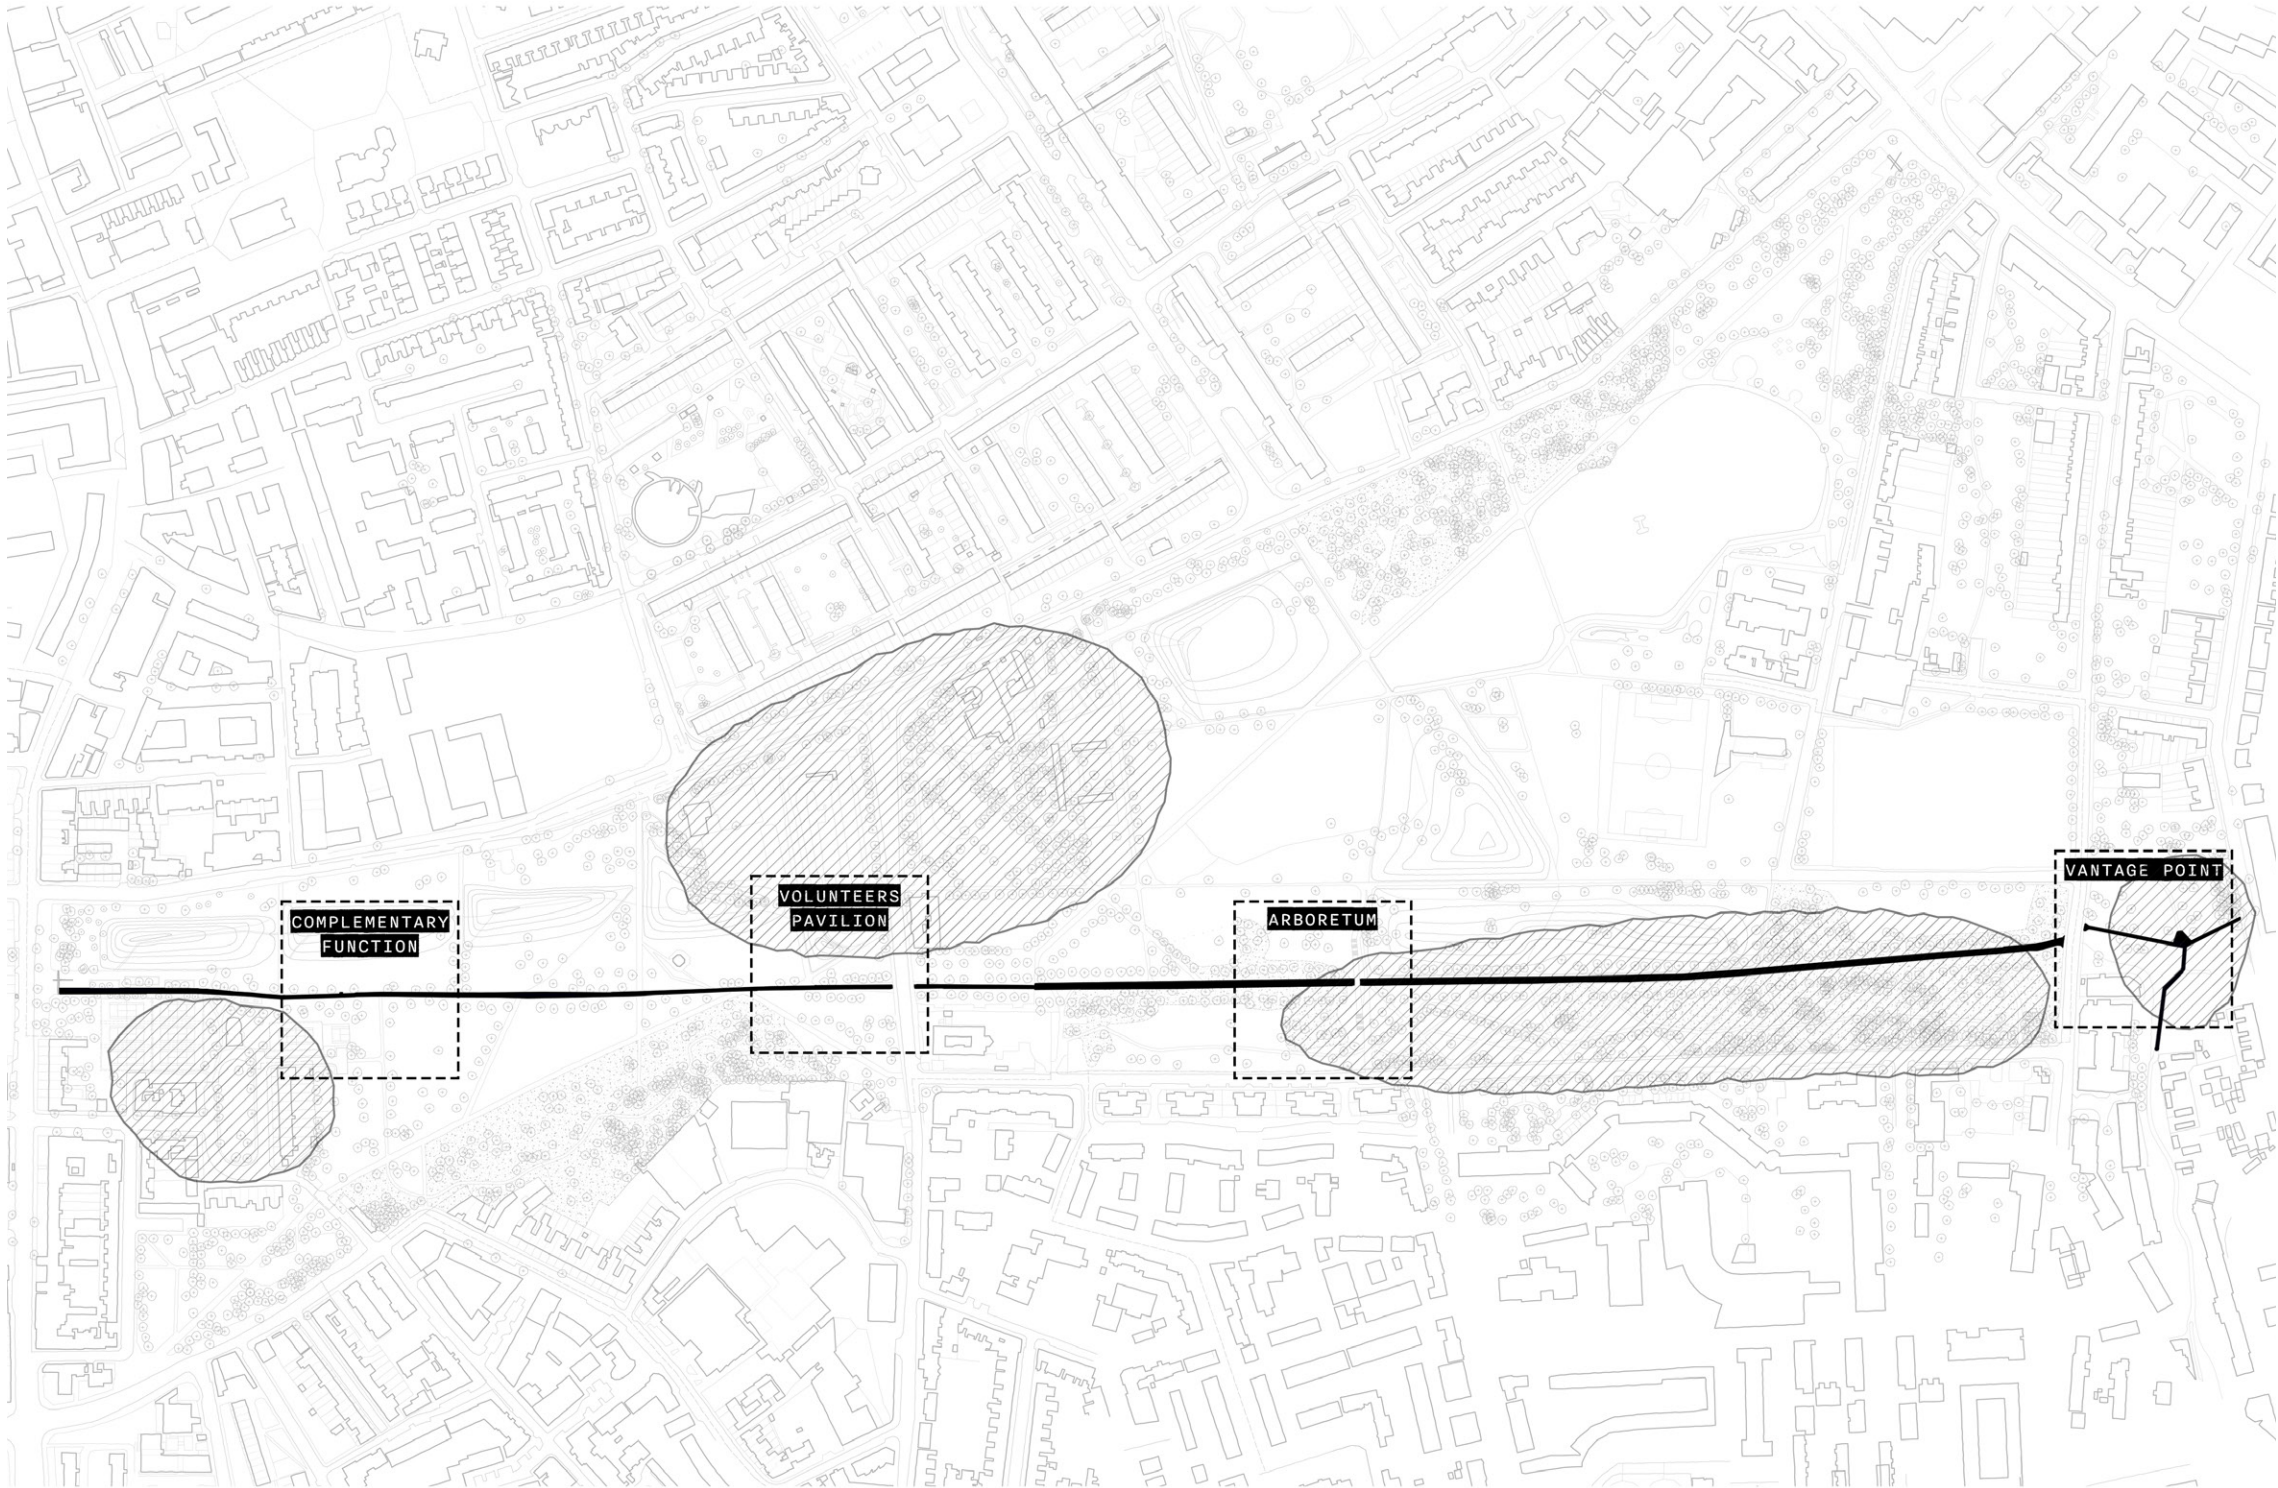 COMPLEMENTARY
FUNCTION
VOLUNTEERS
PAVILION
ARBORETUM
VANTAGE POINT